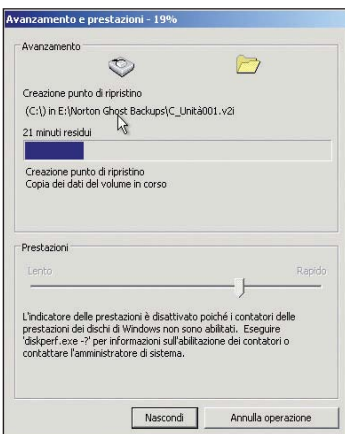 Avanzamento e prestazioni - 19%
Avanzamento
Creazione punto di ripristino
(C:\) in E:\Norton Ghost Backups\C_Unità001.v2i
21 minuti residui
Creazione punto di ripristino
Copia dei dati del volume in corso
Prestazioni
Lento Rapido
L'indicatore delle prestazioni è disattivato poiché i contatori delle
prestazioni dei dischi di Windows non sono abilitati. Eseguire
'diskperf.exe -?' per informazioni sull'abilitazione dei contatori o
contattare l'amministratore di sistema.
Nascondi Annulla operazione